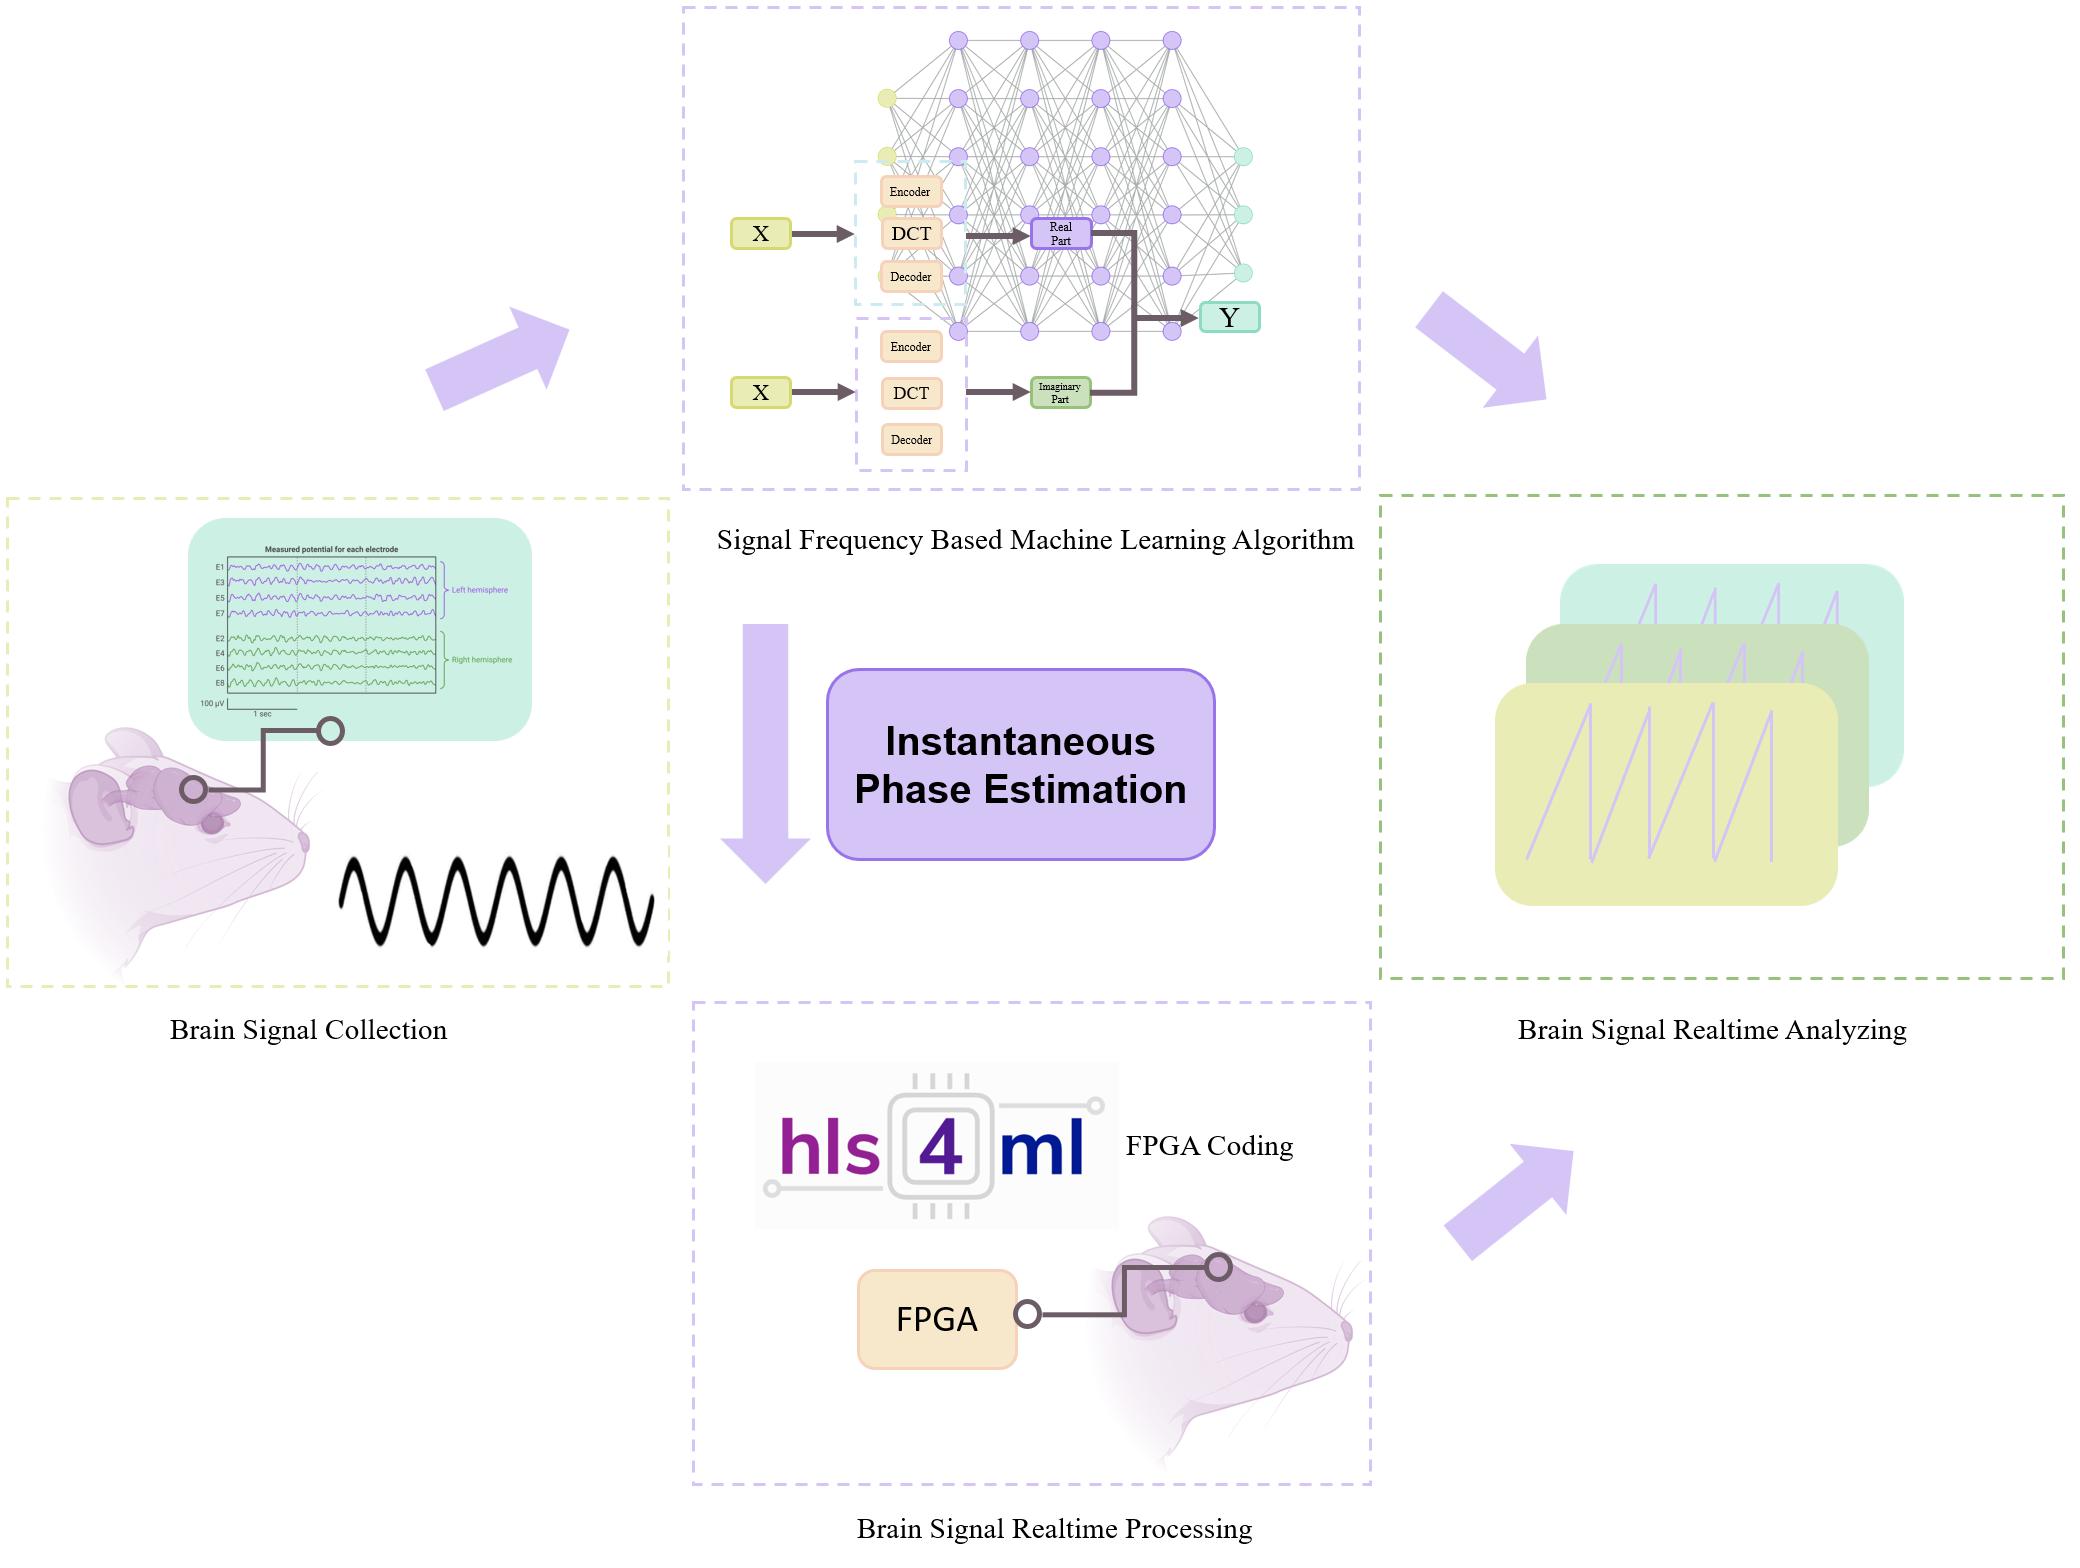 Encoder
X
DCT
Real
Part
Decoder
Y
Encoder
X
DCT
Imaginary
Part
Decoder
Signal Frequency Based Machine Learning Algorithm
Measured potential for each electrode
E1
E3
E5
E7
Left hemisphere
E2
E4
E6
E8
Right hemisphere
100 µV
1 sec
Brain Signal Collection
Instantaneous
Phase Estimation
Brain Signal Realtime Analyzing
hls 4 ml
FPGA Coding
FPGA
Brain Signal Realtime Processing